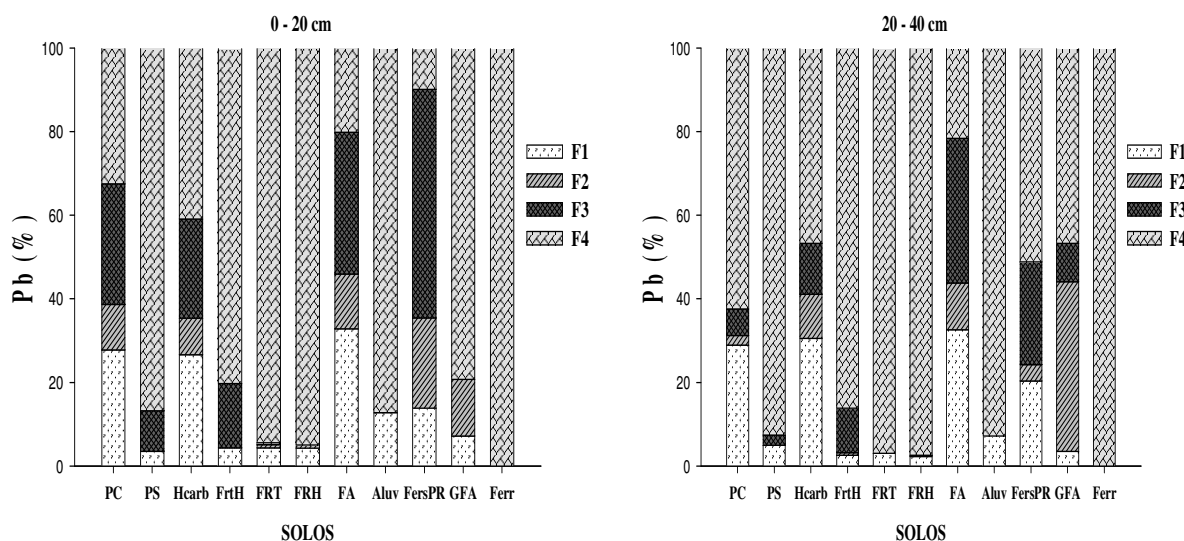 0 - 20 cm
100
80
60
40
20
0
Pb (%)
PC PS Hcarb FrtH FRT FRH FA Aluv FersPR GFA Ferr
SOLOS
F1
F2
F3
F4
20 - 40 cm
100
80
60
40
20
0
Pb (%)
PC PS Hcarb FrtH FRT FRH FA Aluv FersPR GFA Ferr
SOLOS
F1
F2
F3
F4